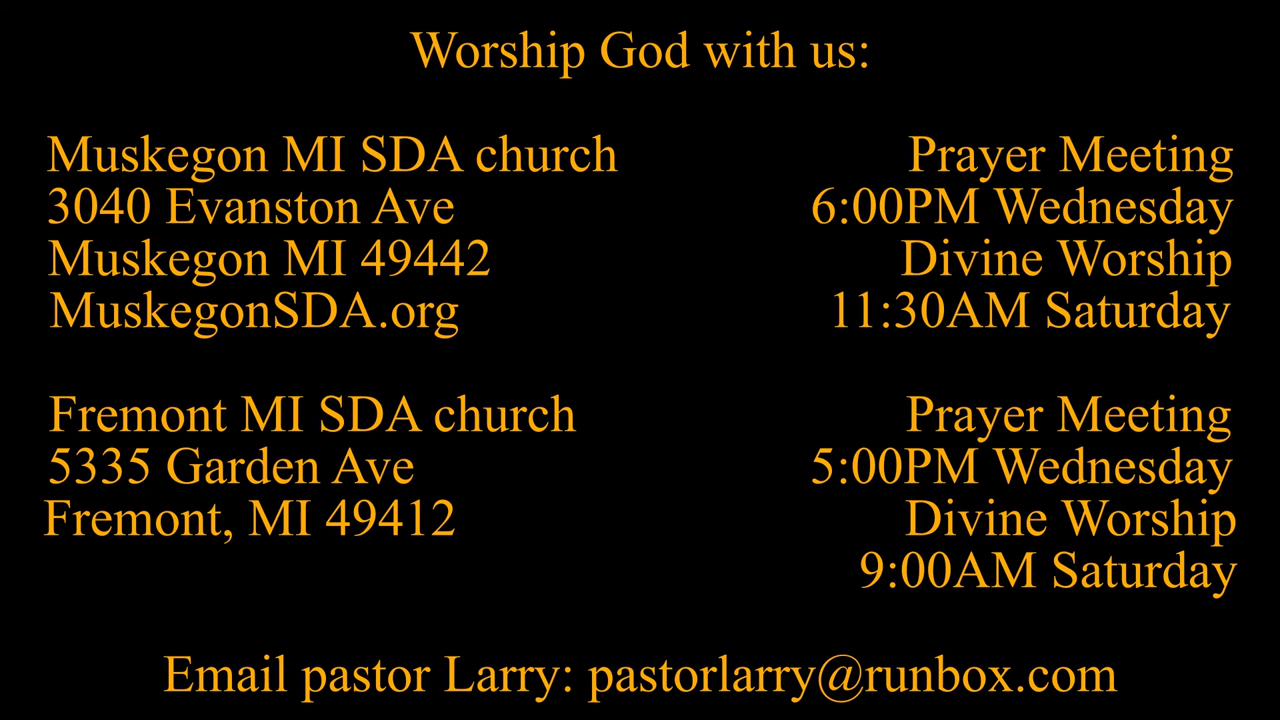 Worship God with us:
Muskegon MI SDA church
3040 Evanston Ave
Muskegon MI 49442
MuskegonSDA.org
Prayer Meeting
6:00PM Wednesday
Divine Worship
11:30AM Saturday
Fremont MI SDA church
5335 Garden Ave
Fremont, MI 49412
Prayer Meeting
5:00PM Wednesday
Divine Worship
9:00AM Saturday
Email pastor Larry: pastorlarry@runbox.com